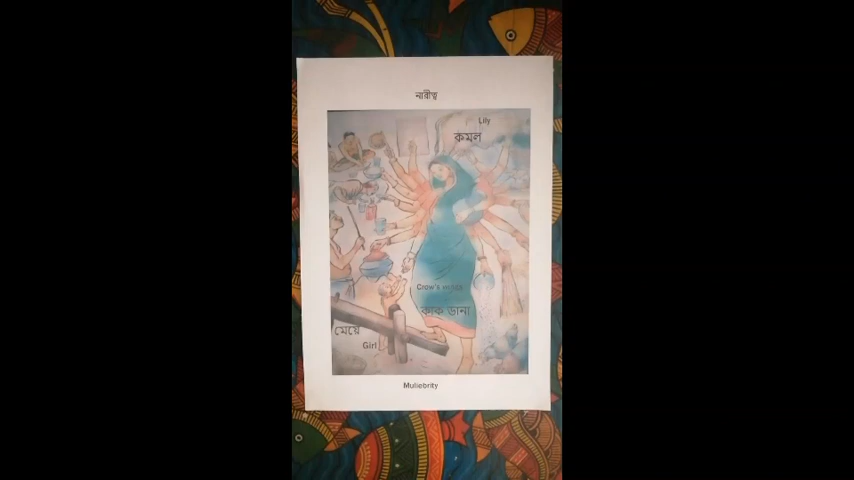 নারীত্ব
Lily
কমল
Crow's wings
কাক ডানা
মেয়ে
Girl
Muliebrity